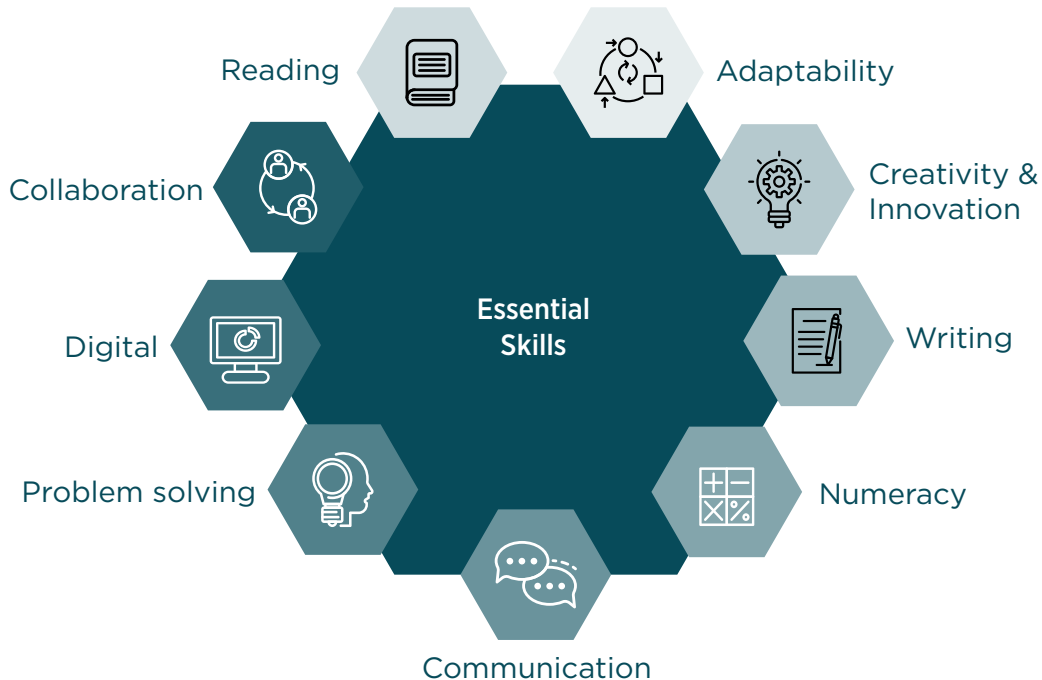 Reading
Adaptability
Collaboration
Creativity &
Innovation
Essential
Skills
Digital
Writing
Problem solving
Numeracy
Communication